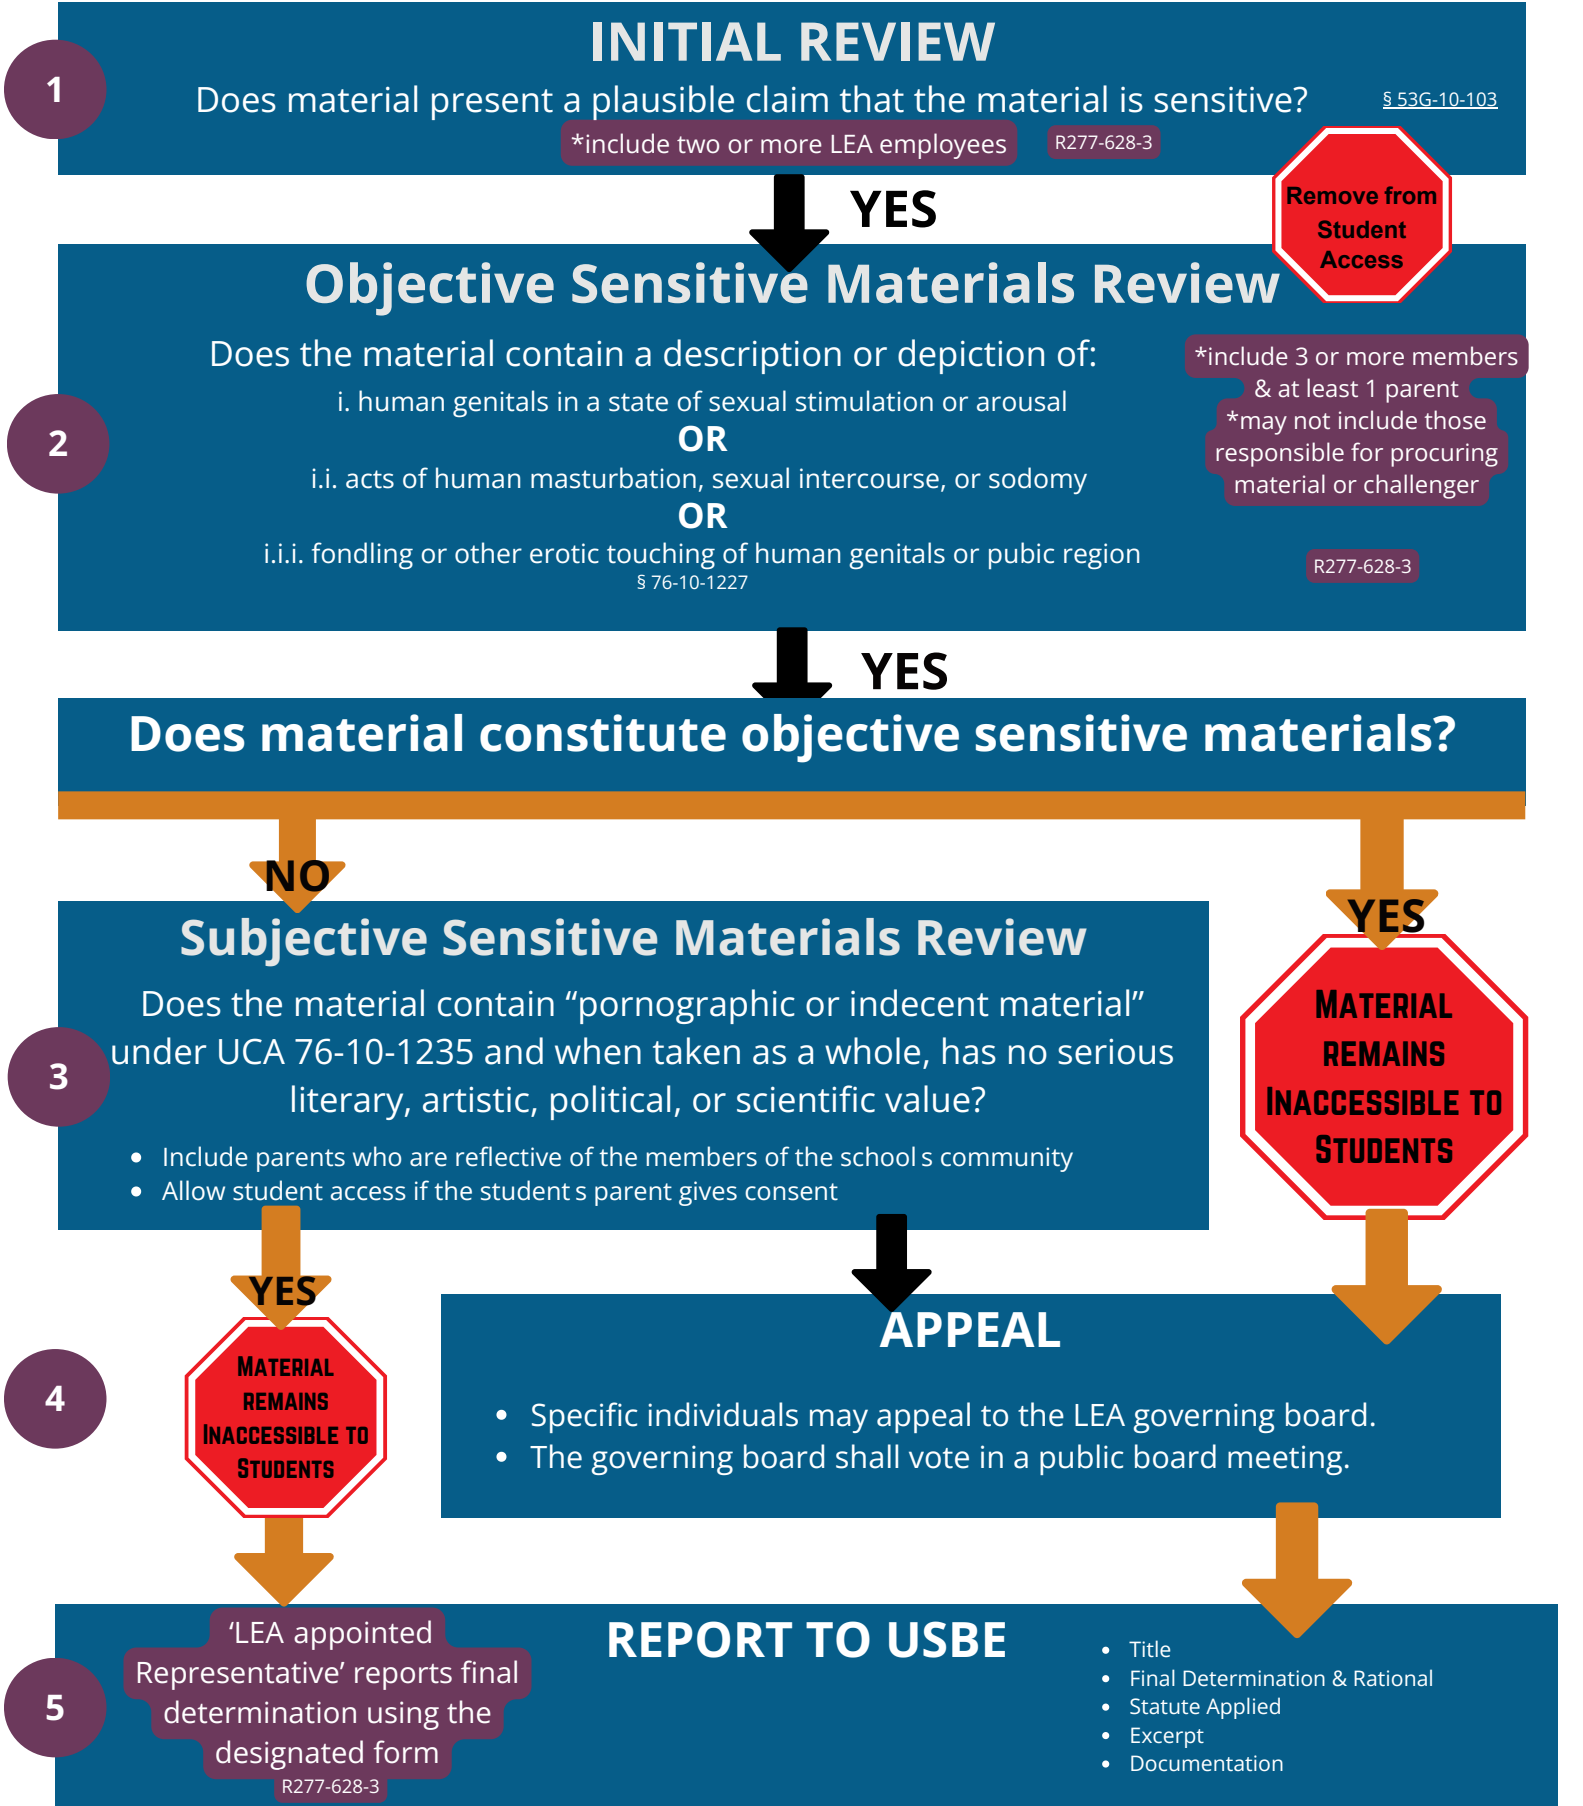 INITIAL REVIEW
1
Does material present a plausible claim that the material is sensitive?
§ 53G-10-103
*include two or more LEA employees
R277-628-3
YES
Remove from
Student
Access
Objective Sensitive Materials Review
Does the material contain a description or depiction of:
i. human genitals in a state of sexual stimulation or arousal
OR
i.i. acts of human masturbation, sexual intercourse, or sodomy
OR
i.i.i. fondling or other erotic touching of human genitals or pubic region
§ 76-10-1227
*include 3 or more members
& at least 1 parent
*may not include those
responsible for procuring
material or challenger
R277-628-3
2
YES
Does material constitute objective sensitive materials?
NO
YES
Subjective Sensitive Materials Review
Does the material contain “pornographic or indecent material”
under UCA 76-10-1235 and when taken as a whole, has no serious
literary, artistic, political, or scientific value?
• Include parents who are reflective of the members of the school s community
• Allow student access if the student s parent gives consent
3
MATERIAL
REMAINS
INACCESSIBLE TO
STUDENTS
YES
MATERIAL
REMAINS
INACCESSIBLE TO
STUDENTS
4
APPEAL
• Specific individuals may appeal to the LEA governing board.
• The governing board shall vote in a public board meeting.
5
‘LEA appointed
Representative’ reports final
determination using the
designated form
R277-628-3
REPORT TO USBE
• Title
• Final Determination & Rational
• Statute Applied
• Excerpt
• Documentation